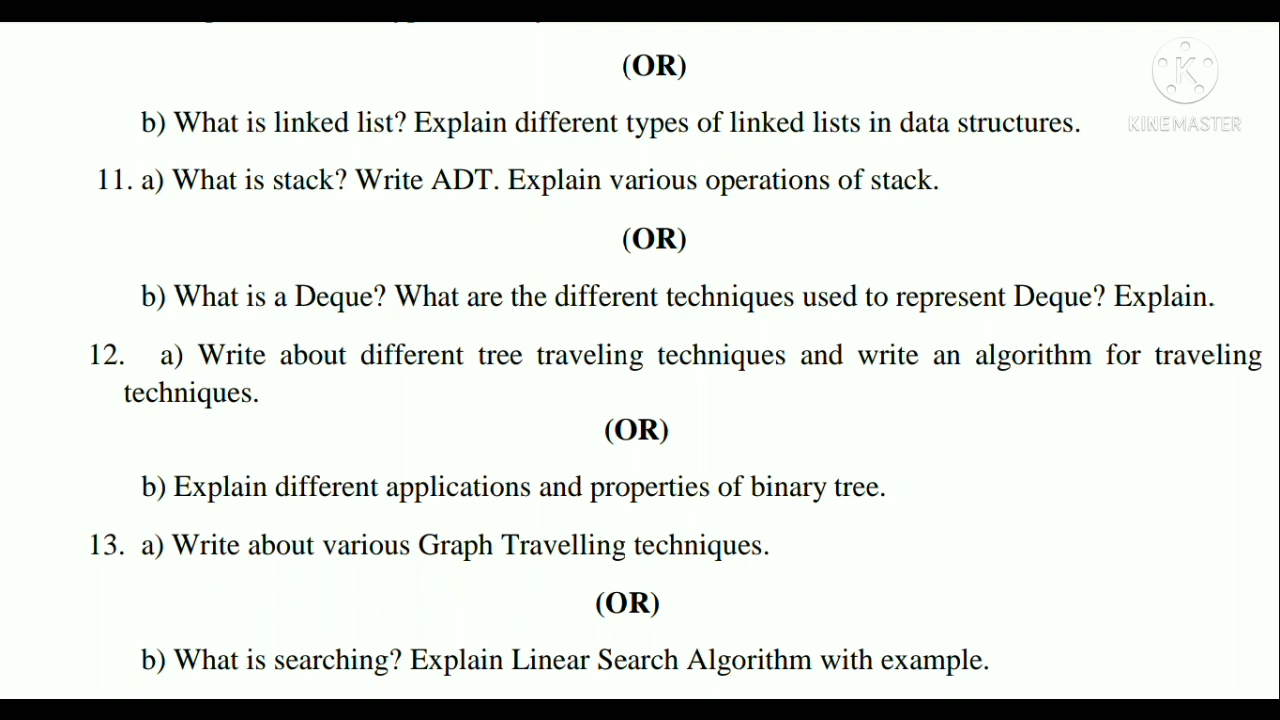 (OR)
KINEMASTER
b) What is linked list? Explain different types of linked lists in data structures.
11. a) What is stack? Write ADT. Explain various operations of stack.
(OR)
b) What is a Deque? What are the different techniques used to represent Deque? Explain.
12. a) Write about different tree traveling techniques and write an algorithm for traveling
techniques.
(OR)
b) Explain different applications and properties of binary tree.
13. a) Write about various Graph Travelling techniques.
(OR)
b) What is searching? Explain Linear Search Algorithm with example.